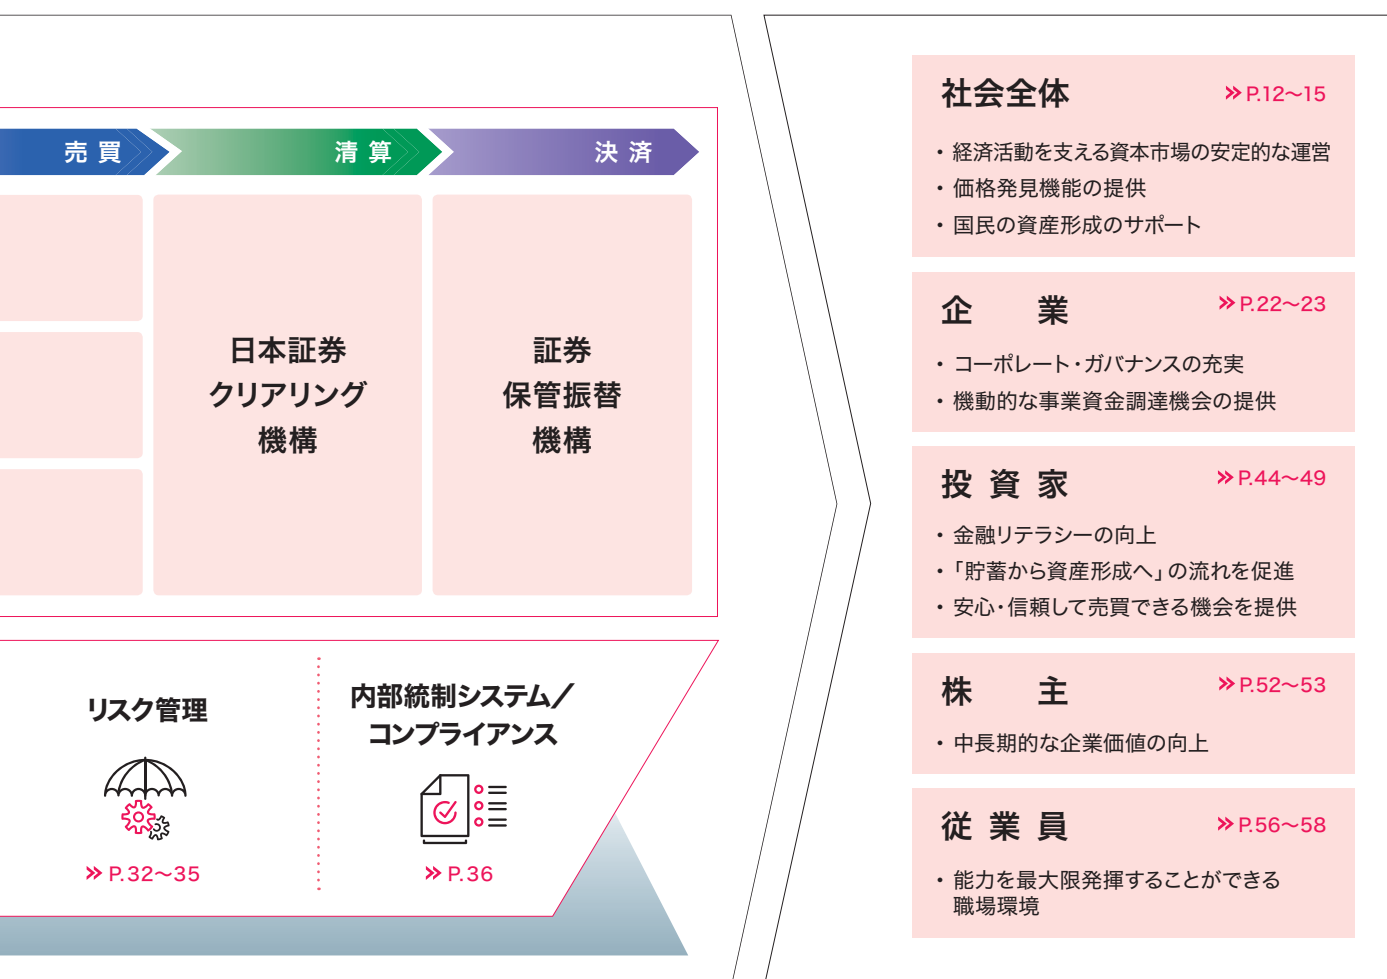 売買
清算
決済
日本証券
クリアリング
機構
証券
保管振替
機構
リスク管理
P.32〜35
内部統制システム／
コンプライアンス
P.36
社会全体
P.12〜15
・経済活動を支える資本市場の安定的な運営
・価格発見機能の提供
・国民の資産形成のサポート
企業
P.22〜23
・コーポレート・ガバナンスの充実
・機動的な事業資金調達機会の提供
投資家
P.44〜49
・金融リテラシーの向上
・「貯蓄から資産形成へ」の流れを促進
・安心・信頼して売買できる機会を提供
株主
P.52〜53
・中長期的な企業価値の向上
従業員
P.56〜58
・能力を最大限発揮することができる
職場環境